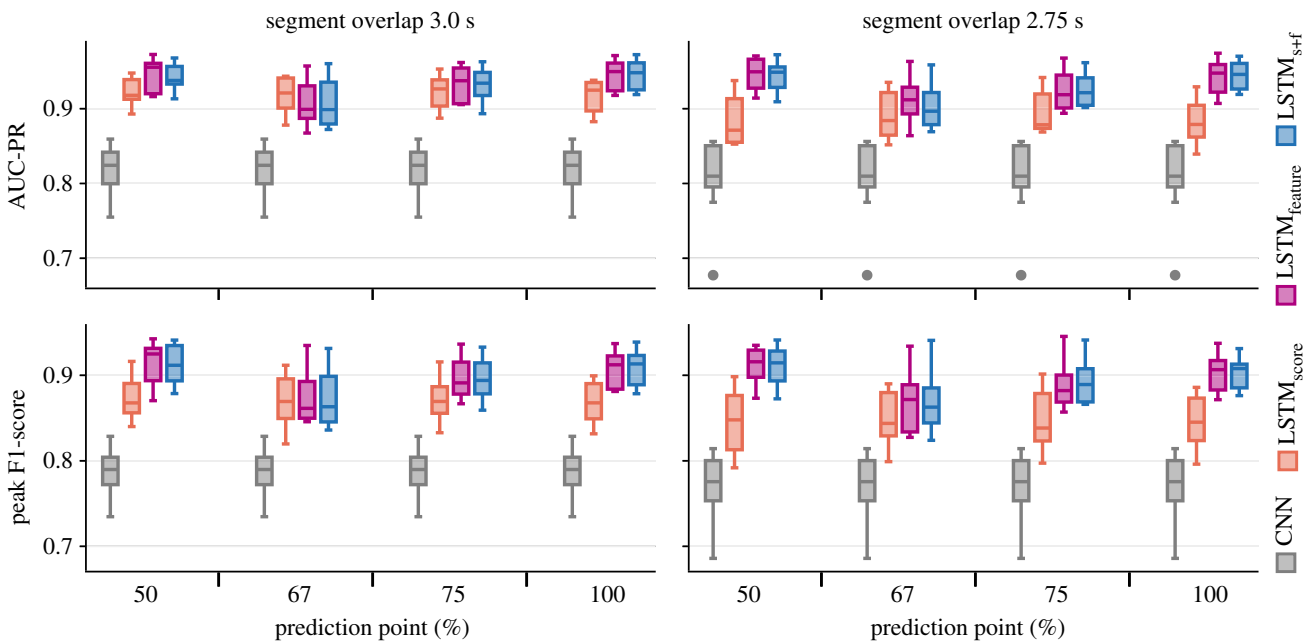 segment overlap 3.0 s
segment overlap 2.75 s
AUC-PR
0.9
0.8
0.7
peak F1-score
0.9
0.8
0.7
50 67 75 100
prediction point (%)
50 67 75 100
prediction point (%)
CNN
LSTMscore
LSTMfeature
LSTMs+f